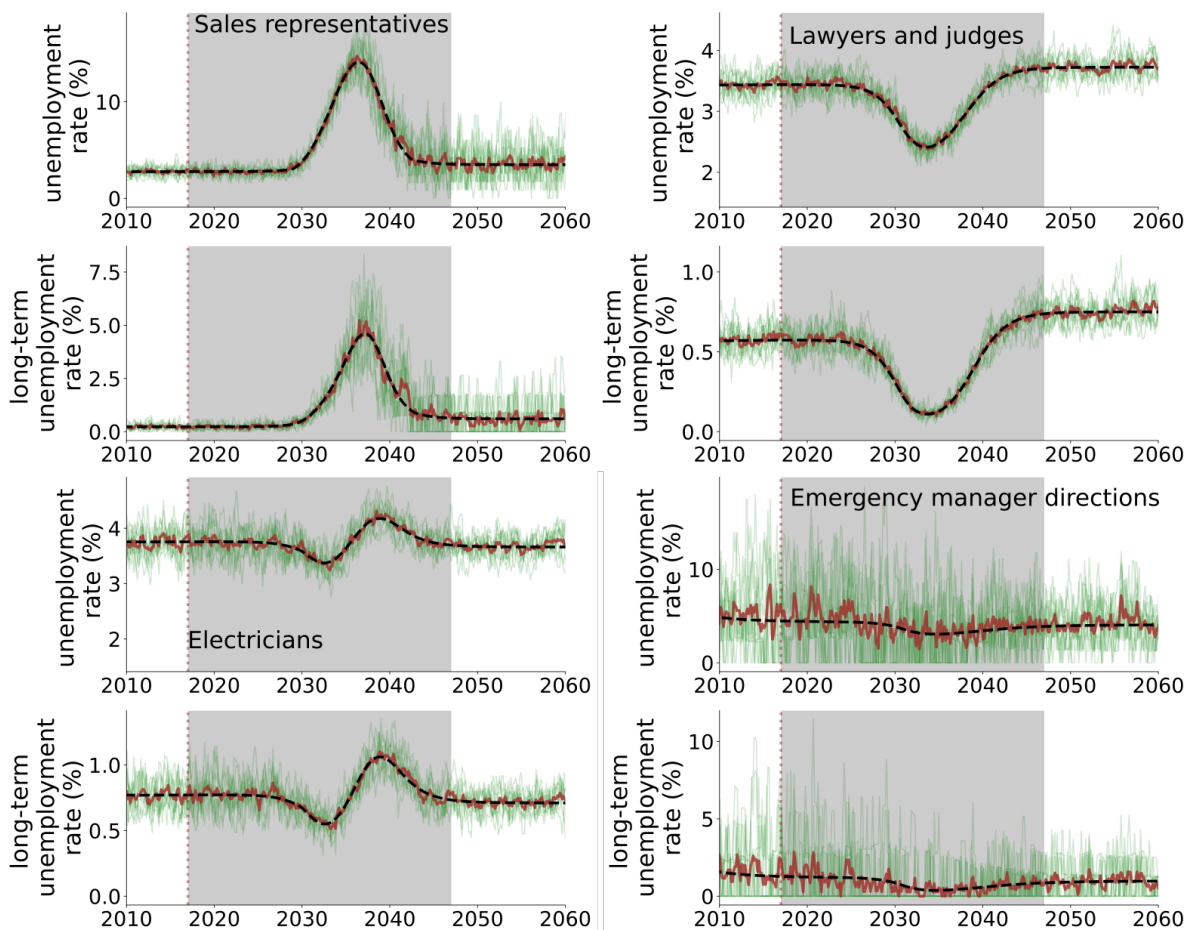 Sales representatives
unemployment
rate (%)
10
0
2010 2020 2030 2040 2050 2060
Lawyers and judges
unemployment
rate (%)
4
3
2
2010 2020 2030 2040 2050 2060
long-term
unemployment
rate (%)
7.5
5.0
2.5
0.0
2010 2020 2030 2040 2050 2060
long-term
unemployment
rate (%)
1.0
0.5
0.0
2010 2020 2030 2040 2050 2060
unemployment
rate (%)
4
3
2
Electricians
2010 2020 2030 2040 2050 2060
Emergency manager directions
unemployment
rate (%)
10
0
2010 2020 2030 2040 2050 2060
long-term
unemployment
rate (%)
1.0
0.5
0.0
2010 2020 2030 2040 2050 2060
long-term
unemployment
rate (%)
10
5
0
2010 2020 2030 2040 2050 2060